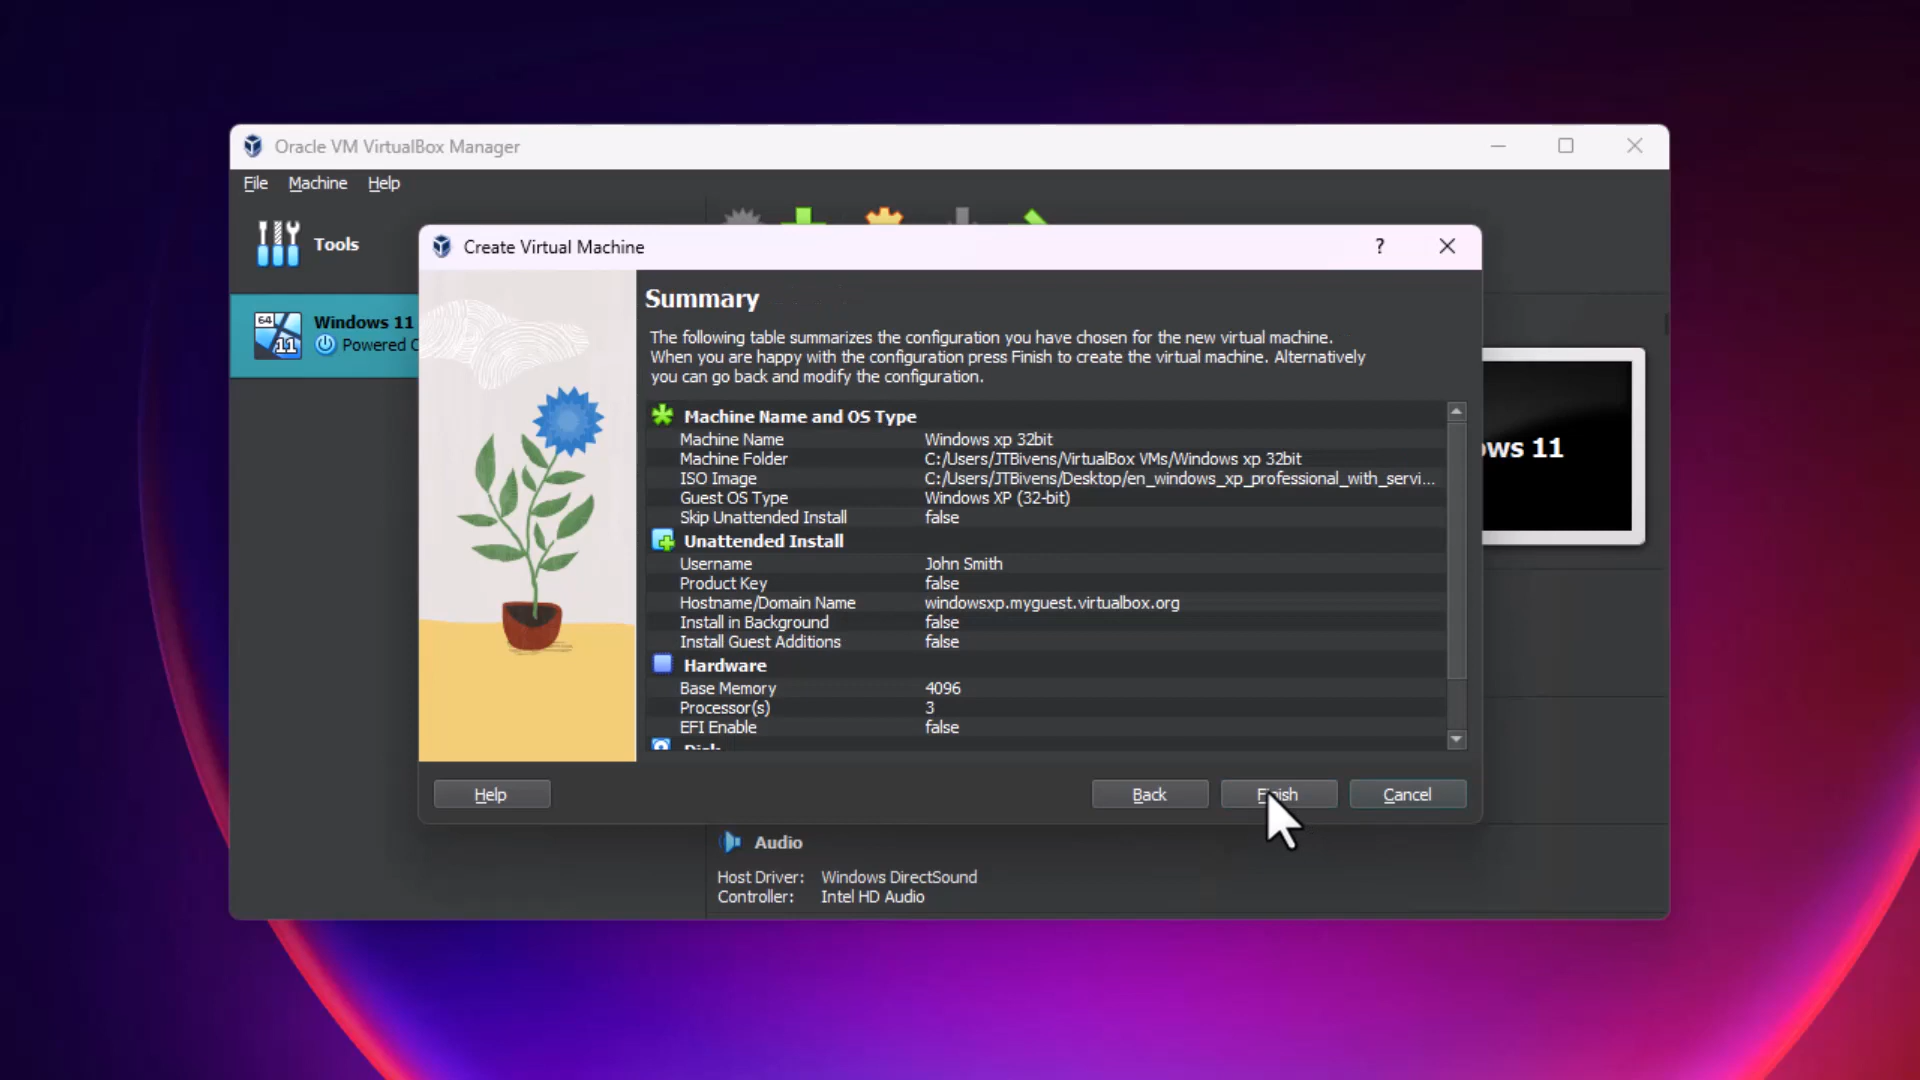 Oracle VM VirtualBox Manager
File Machine Help
Tools
64
11
Windows 11
Powered
Create Virtual Machine
?
Summary
The following table summarizes the configuration you have chosen for the new virtual machine.
When you are happy with the configuration press Finish to create the virtual machine. Alternatively
you can go back and modify the configuration.
Machine Name and OS Type
Machine Name Windows xp 32bit
Machine Folder C:/Users/JTBivens/VirtualBox VMs/Windows xp 32bit
ISO Image C:/Users/JTBivens/Desktop/en_windows_xp_professional_with_servi...
Guest OS Type Windows XP (32-bit)
Skip Unattended Install false
Unattended Install
Username John Smith
Product Key false
Hostname/Domain Name windowsxp.myguest.virtualbox.org
Install in Background false
Install Guest Additions false
Hardware
Base Memory 4096
Processor(s) 3
EFI Enable false
Disk
ows 11
Help Back Finish Cancel
Audio
Host Driver: Windows DirectSound
Controller: Intel HD Audio